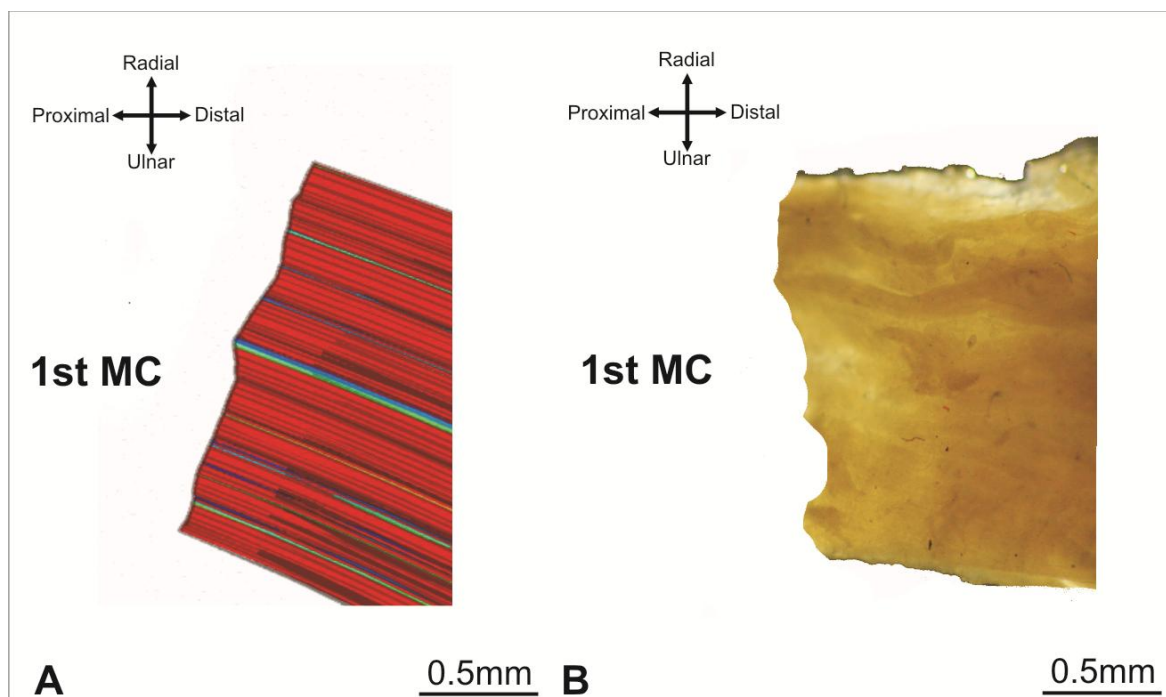 Radial
Proximal Distal
Ulnar
1st MC
A
0.5mm
Radial
Proximal Distal
Ulnar
1st MC
B
0.5mm